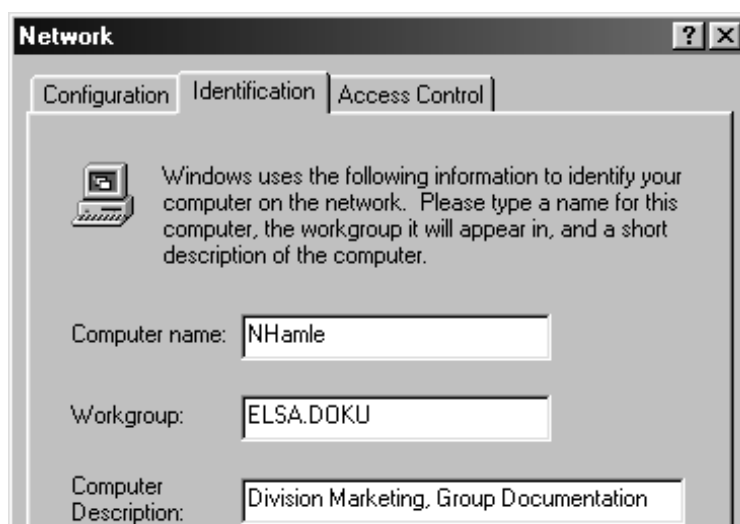 Network
Configuration Identification Access Control
Windows uses the following information to identify your
computer on the network. Please type a name for this
computer, the workgroup it will appear in, and a short
description of the computer.
Computer name: NHamle
Workgroup: ELSA.DOKU
Computer
Description: Division Marketing, Group Documentation